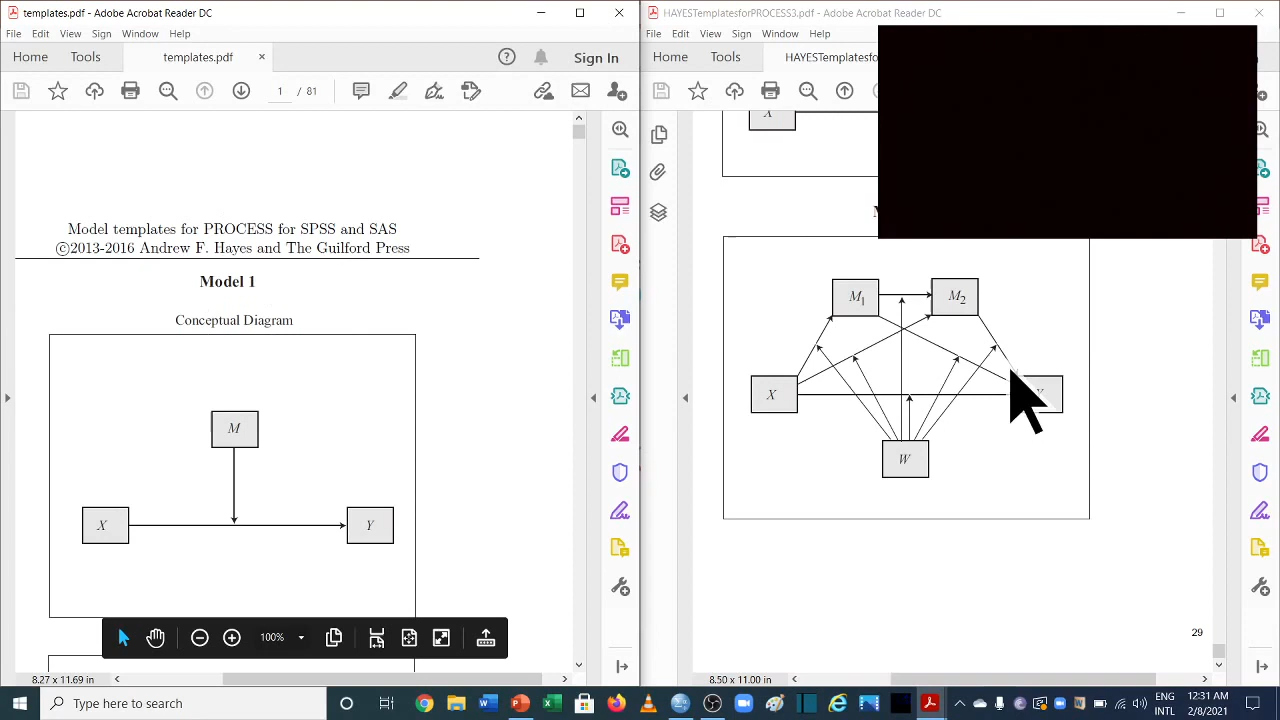 templates.pdf - Adobe Acrobat Reader DC
File Edit View Sign Window Help
Home Tools templates.pdf × Sign In
1 / 81
Model templates for PROCESS for SPSS and SAS
©2013-2016 Andrew F. Hayes and The Guilford Press
Model 1
Conceptual Diagram
M
X Y
100%
8.27 x 11.69 in
HAYESTemplatesforPROCESS3.pdf - Adobe Acrobat Reader DC
File Edit View Sign Window Help
Home Tools HAYESTemplatesfo
X
M1 M2
X
W
29
8.50 x 11.00 in
Type here to search
ENG 12:31 AM
INTL 2/8/2021